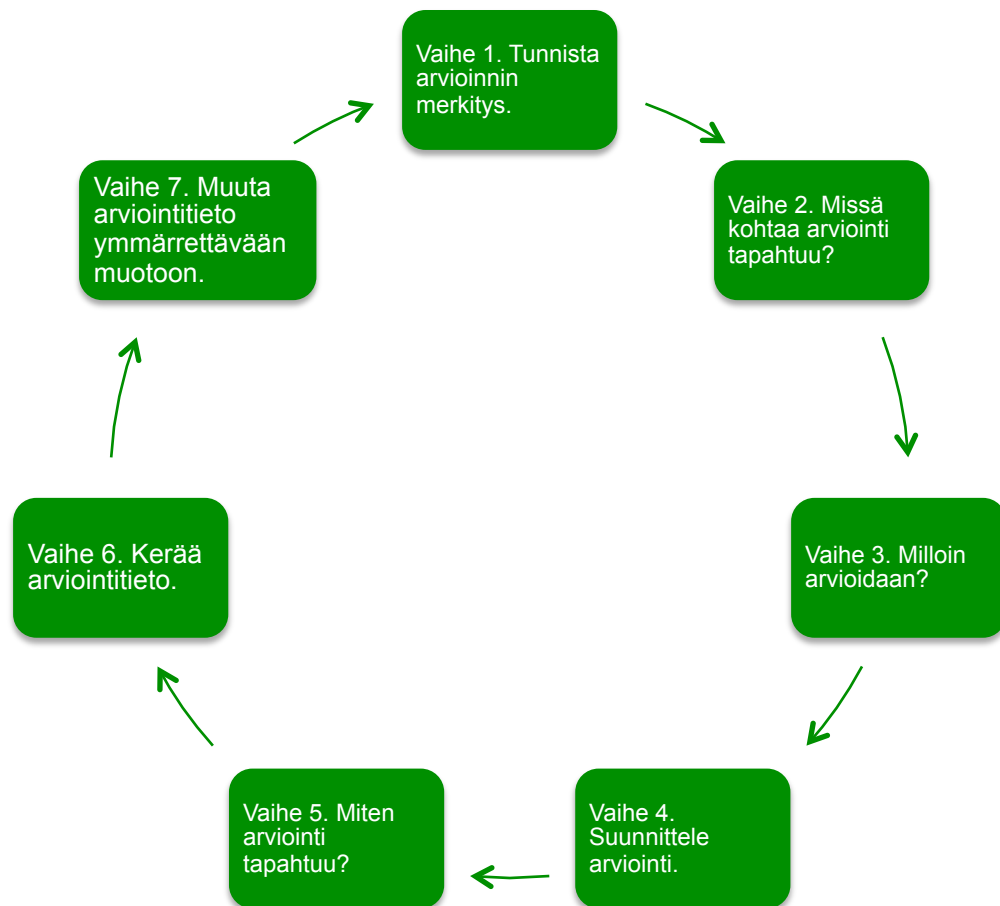 Vaihe 1. Tunnista
arvioinnin
merkitys.
Vaihe 2. Missä
kohtaa arviointi
tapahtuu?
Vaihe 3. Milloin
arvioidaan?
Vaihe 4.
Suunnittele
arviointi.
Vaihe 5. Miten
arviointi
tapahtuu?
Vaihe 6. Kerää
arviointitieto.
Vaihe 7. Muuta
arviointitieto
ymmärrettävään
muotoon.